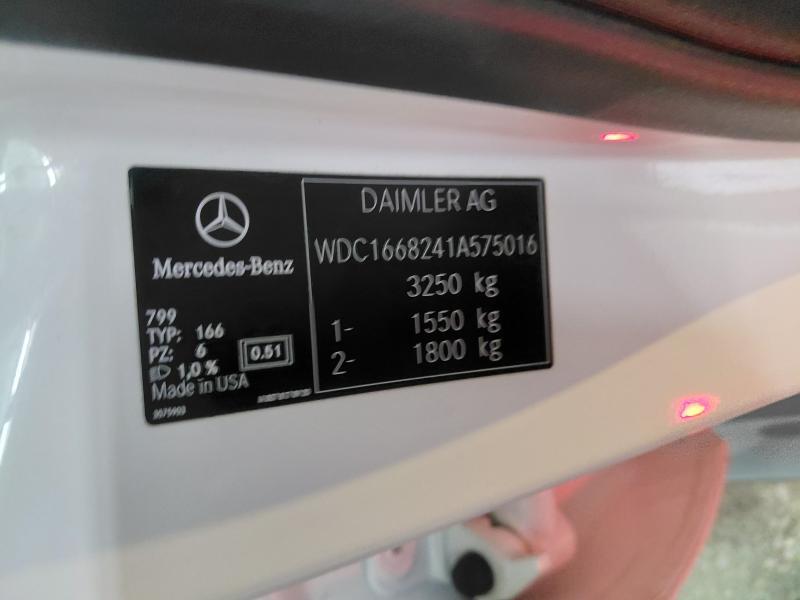 Mercedes-Benz
799
TYP: 166
PZ: 6
0.51
1,0 %
Made in USA
DAIMLER AG
WDC1668241A575016
3250 kg
1- 1550 kg
2- 1800 kg